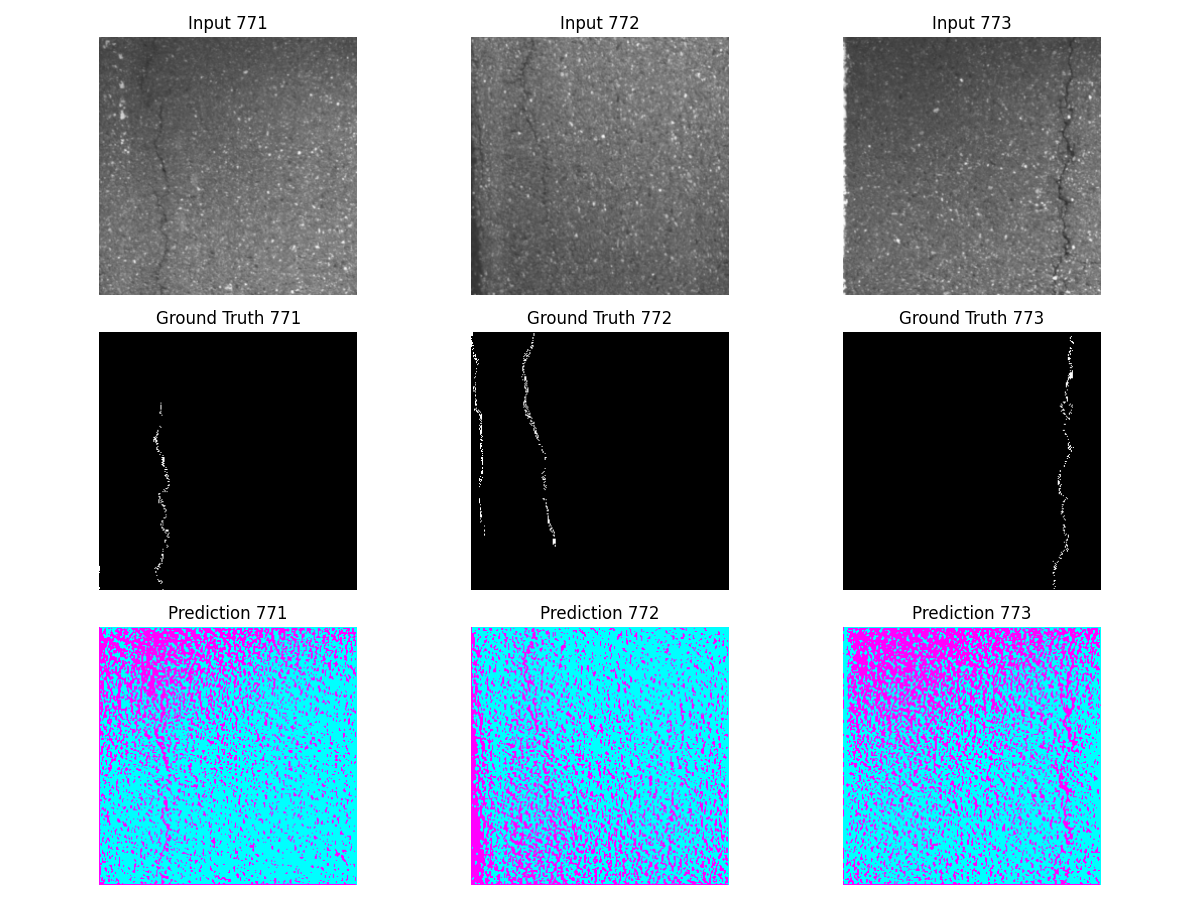 Input 771
Input 772
Input 773
Ground Truth 771
Ground Truth 772
Ground Truth 773
Prediction 771
Prediction 772
Prediction 773